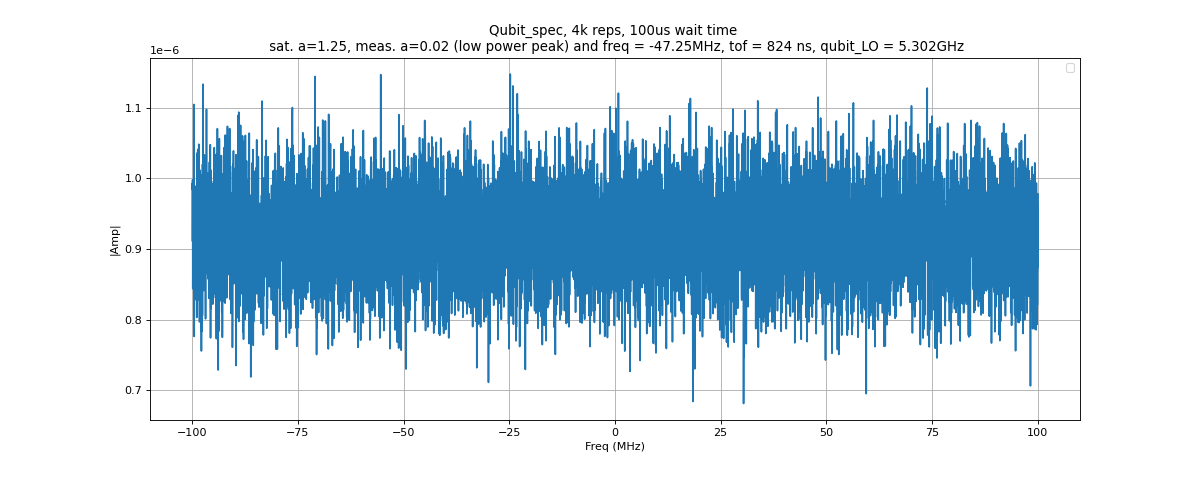 Qubit_spec, 4k reps, 100us wait time
sat. a=1.25, meas. a=0.02 (low power peak) and freq = -47.25MHz, tof = 824 ns, qubit_LO = 5.302GHz
1e−6
|Amp|
1.1
1.0
0.9
0.8
0.7
−100 −75 −50 −25 0 25 50 75 100
Freq (MHz)